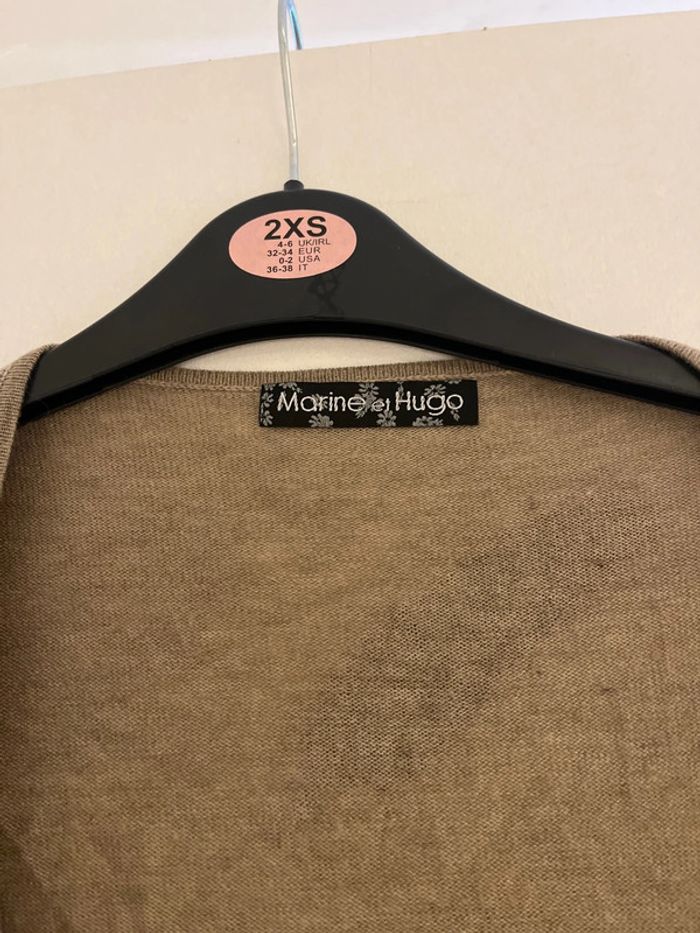 2XS
4-6 UK/IRL
32-34 EUR
0-2 USA
36-38 IT
Marine et Hugo